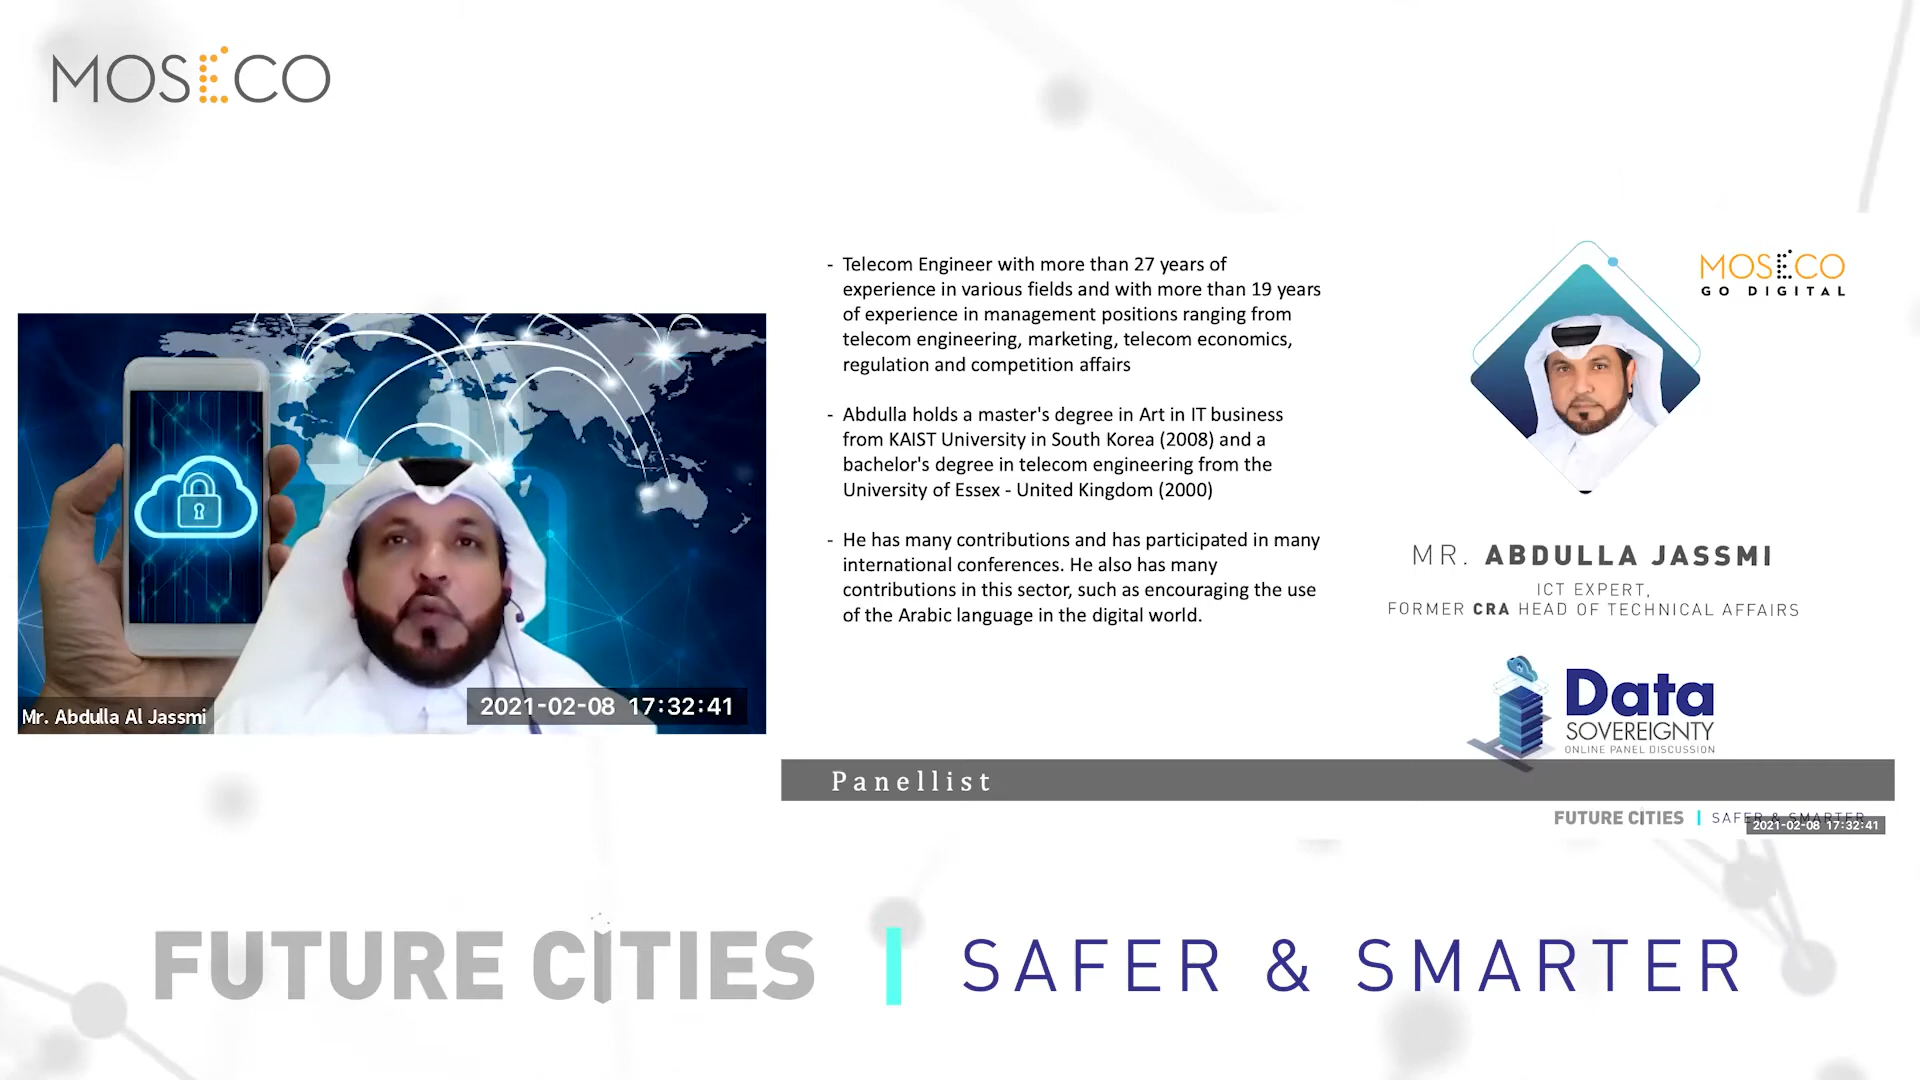 MOSECO
Mr. Abdulla Al Jassmi
2021-02-08 17:32:41
- Telecom Engineer with more than 27 years of
experience in various fields and with more than 19 years
of experience in management positions ranging from
telecom engineering, marketing, telecom economics,
regulation and competition affairs
- Abdulla holds a master's degree in Art in IT business
from KAIST University in South Korea (2008) and a
bachelor's degree in telecom engineering from the
University of Essex - United Kingdom (2000)
- He has many contributions and has participated in many
international conferences. He also has many
contributions in this sector, such as encouraging the use
of the Arabic language in the digital world.
MOSECO
GO DIGITAL
MR. ABDULLA JASSMI
ICT EXPERT,
FORMER CRA HEAD OF TECHNICAL AFFAIRS
Data
SOVEREIGNTY
ONLINE PANEL DISCUSSION
Panellist
FUTURE CITIES | SAFER & SMARTER
2021-02-08 17:32:41
FUTURE CITIES | SAFER & SMARTER